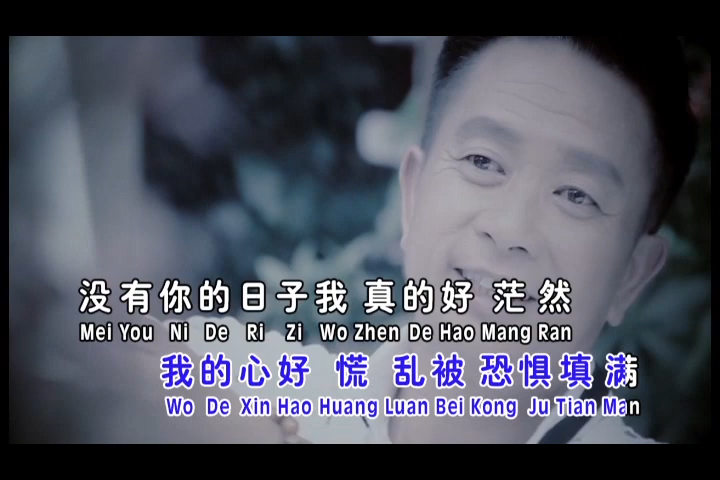 没有你的日子我 真的好 茫然
Mei You Ni De Ri Zi Wo Zhen De Hao Mang Ran
我的心好 慌 乱被 恐惧填满
Wo De Xin Hao Huang Luan Bei Kong Ju Tian Man